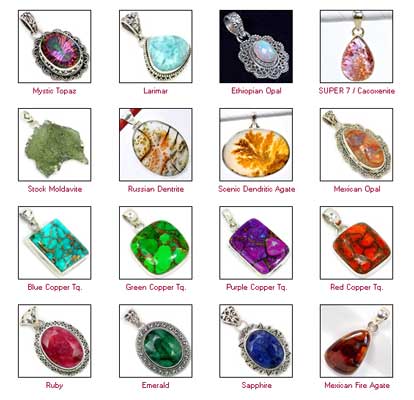 Mystic Topaz
Larimar
Ethiopian Opal
SUPER 7 / Cacoxenite
Stock Moldavite
Russian Dentrite
Scenic Dendritic Agate
Mexican Opal
Blue Copper Tq.
Green Copper Tq.
Purple Copper Tq.
Red Copper Tq.
Ruby
Emerald
Sapphire
Mexican Fire Agate